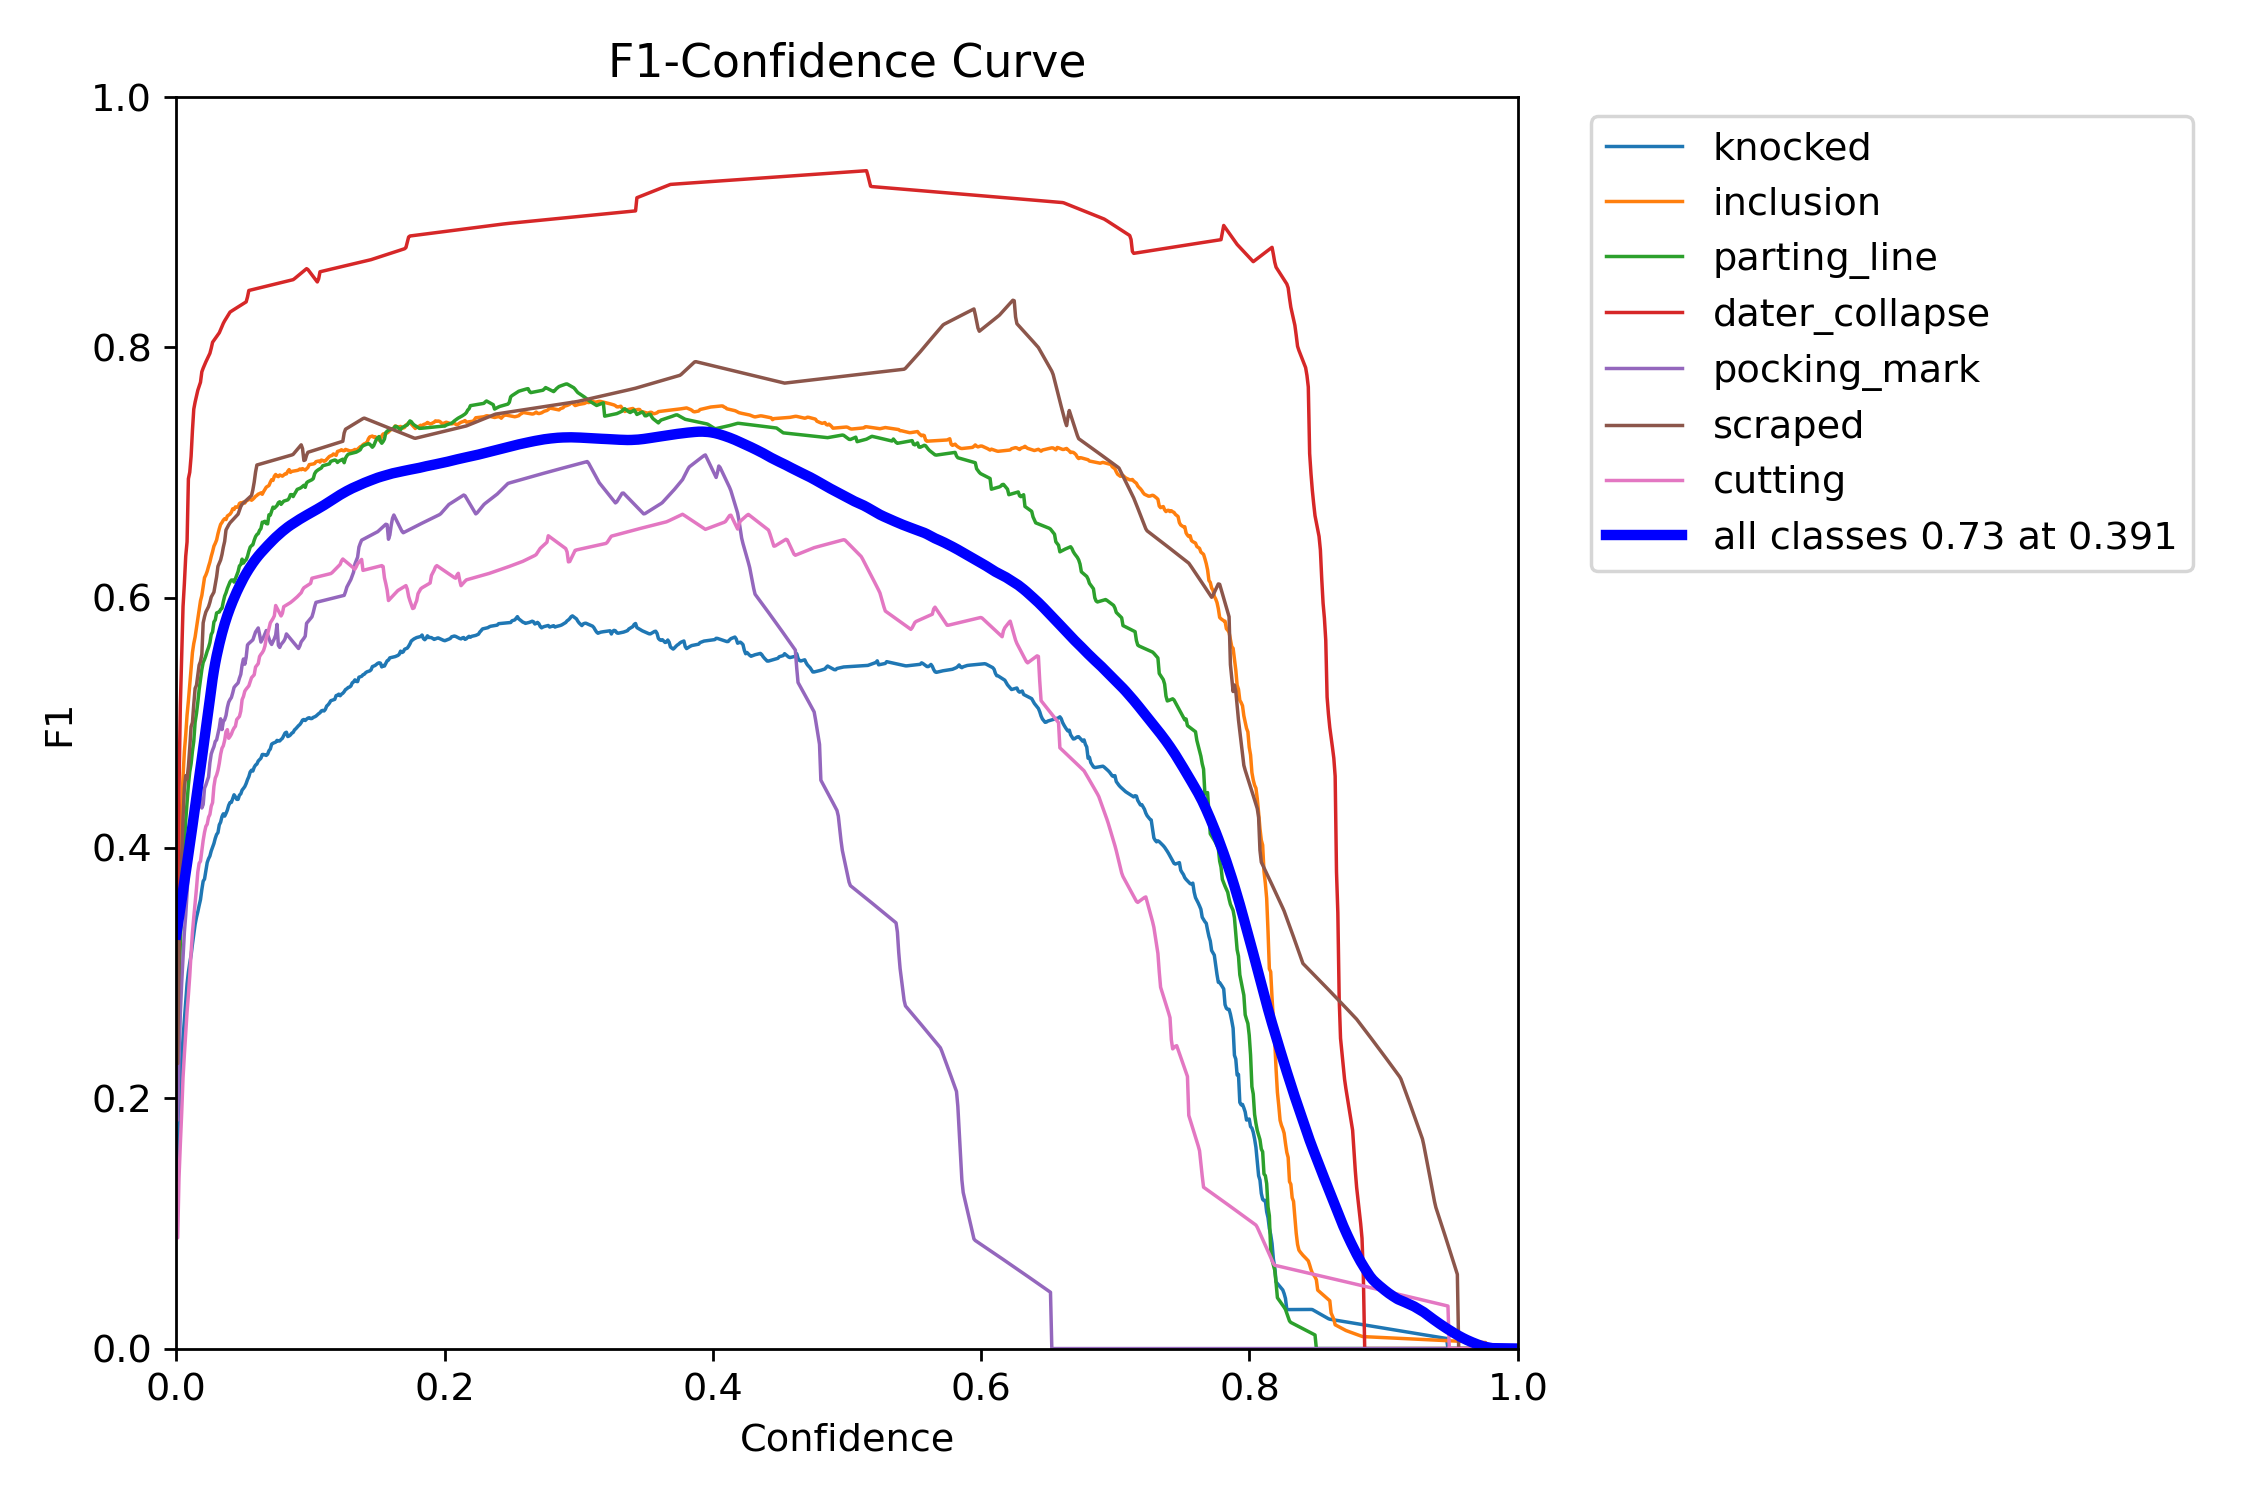 F1-Confidence Curve
1.0
0.8
0.6
0.4
0.2
0.0
F1
0.0 0.2 0.4 0.6 0.8 1.0
Confidence
knocked
inclusion
parting_line
dater_collapse
pocking_mark
scraped
cutting
all classes 0.73 at 0.391